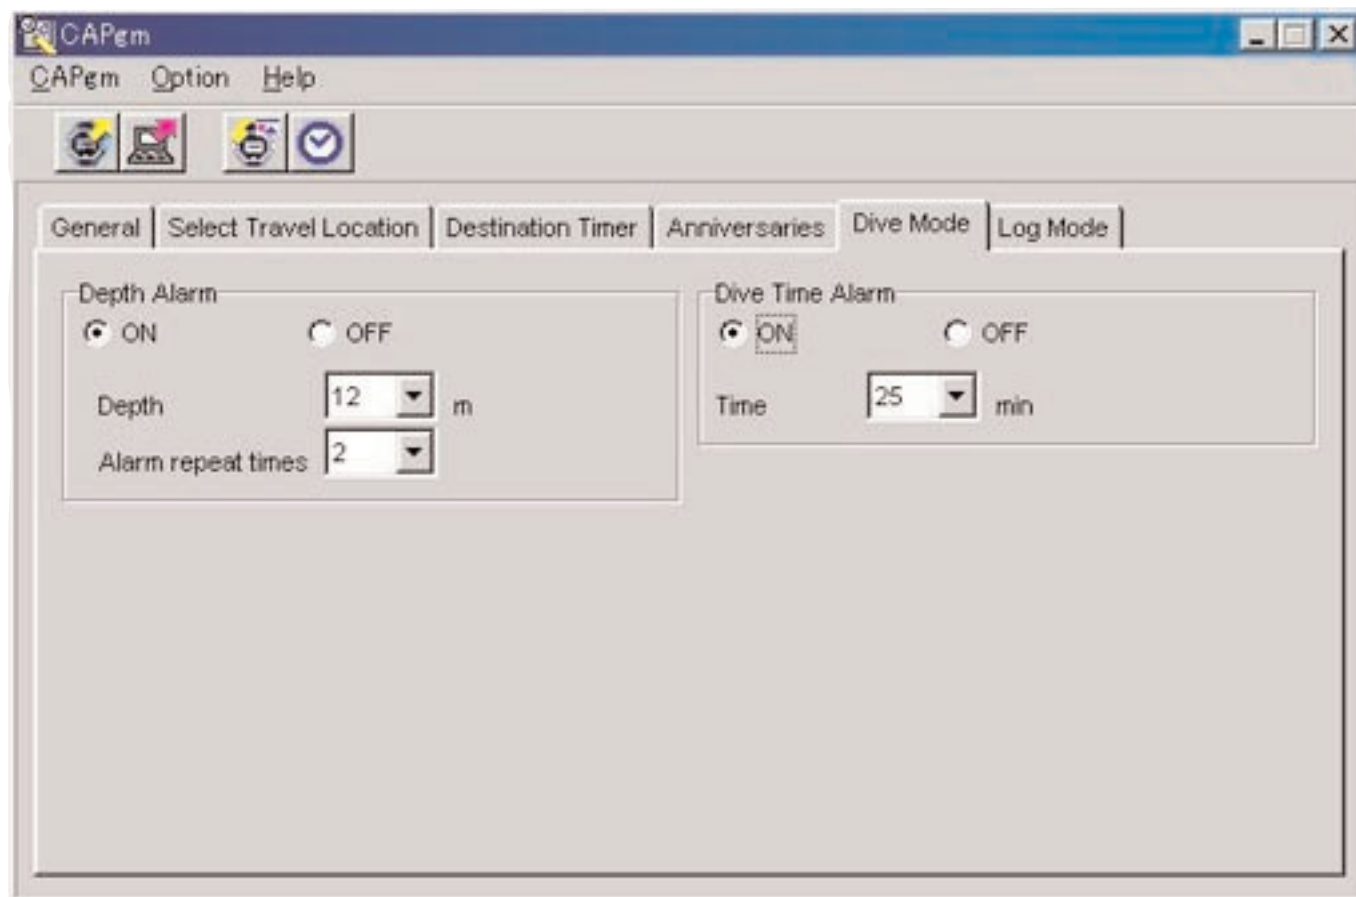 CAPgm
CAPgm Option Help
General Select Travel Location Destination Timer Anniversaries Dive Mode Log Mode
Depth Alarm
ON OFF
Depth 12 m
Alarm repeat times 2
Dive Time Alarm
ON OFF
Time 25 min